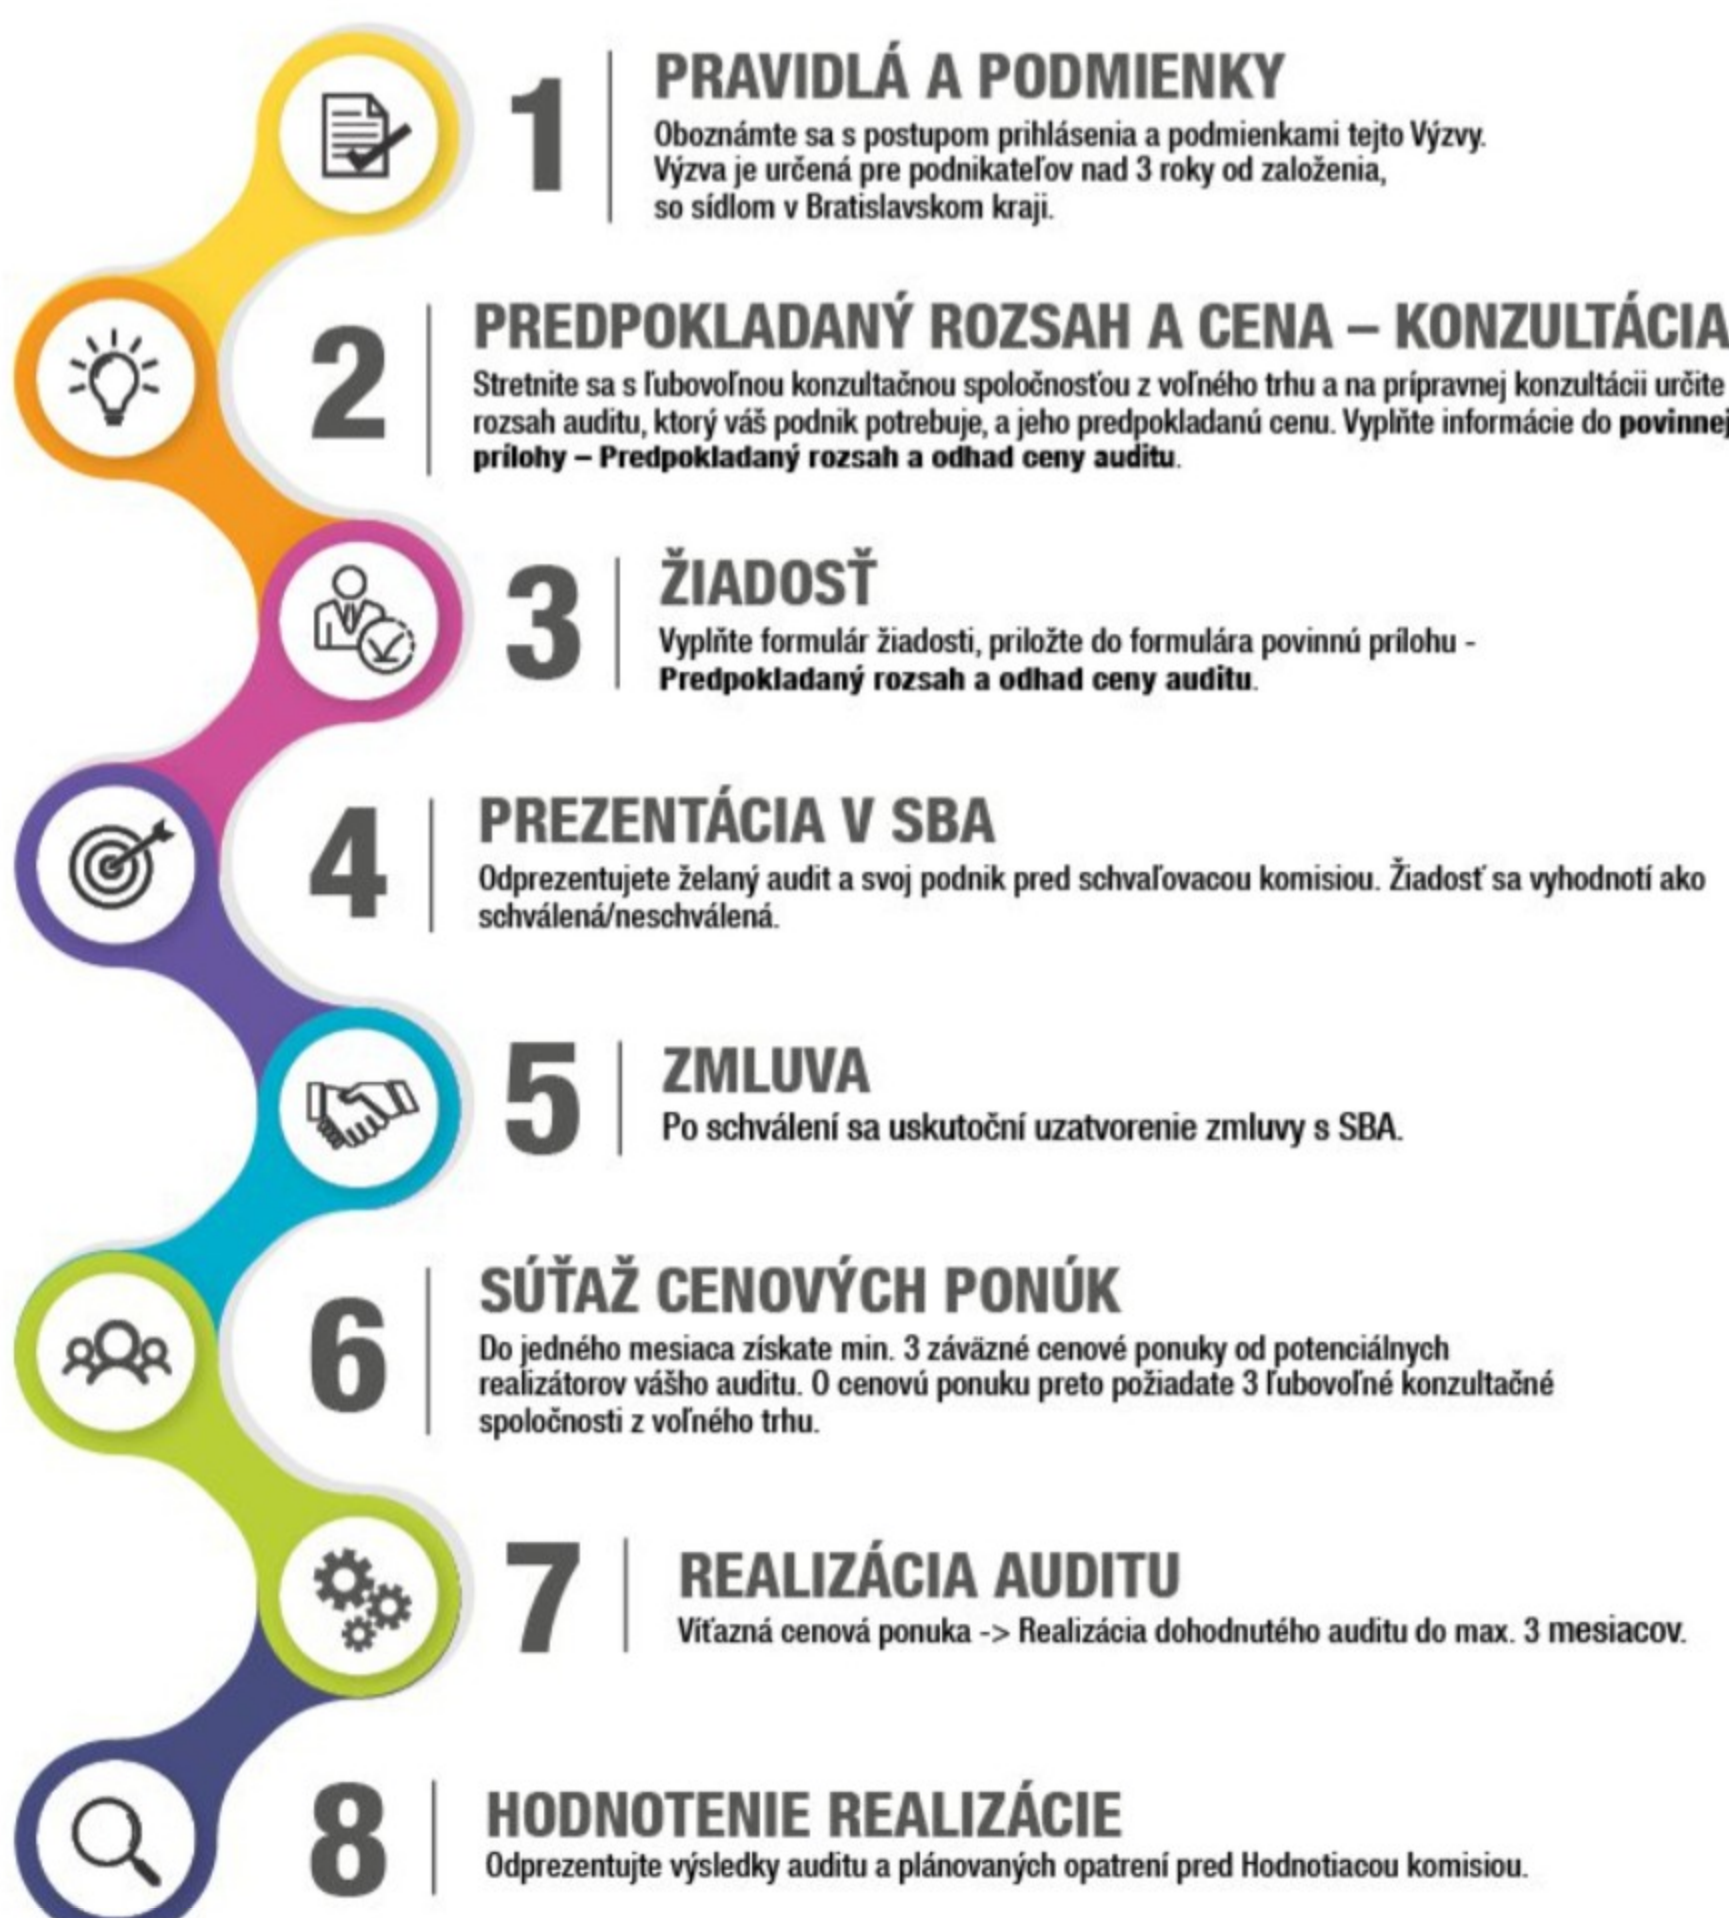 1
PRAVIDLÁ A PODMIENKY
Oboznámte sa s postupom prihlásenia a podmienkami tejto Výzvy.
Výzva je určená pre podnikateľov nad 3 roky od založenia,
so sídlom v Bratislavskom kraji.
2
PREDPOKLADANÝ ROZSAH A CENA – KONZULTÁCIA
Stretnite sa s ľubovoľnou konzultačnou spoločnosťou z voľného trhu a na prípravnej konzultácii určite
rozsah auditu, ktorý váš podnik potrebuje, a jeho predpokladanú cenu. Vyplňte informácie do povinnej
prílohy – Predpokladaný rozsah a odhad ceny auditu.
3
ŽIADOSŤ
Vyplňte formulár žiadosti, priložte do formulára povinnú prílohu -
Predpokladaný rozsah a odhad ceny auditu.
4
PREZENTÁCIA V SBA
Odprezentujete želaný audit a svoj podnik pred schvaľovacou komisiou. Žiadosť sa vyhodnotí ako
schválená/neschválená.
5
ZMLUVA
Po schválení sa uskutoční uzatvorenie zmluvy s SBA.
6
SÚŤAŽ CENOVÝCH PONÚK
Do jedného mesiaca získate min. 3 záväzné cenové ponuky od potenciálnych
realizátorov vášho auditu. O cenovú ponuku preto požiadate 3 ľubovoľné konzultačné
spoločnosti z voľného trhu.
7
REALIZÁCIA AUDITU
Víťazná cenová ponuka -> Realizácia dohodnutého auditu do max. 3 mesiacov.
8
HODNOTENIE REALIZÁCIE
Odprezentujte výsledky auditu a plánovaných opatrení pred Hodnotiacou komisiou.